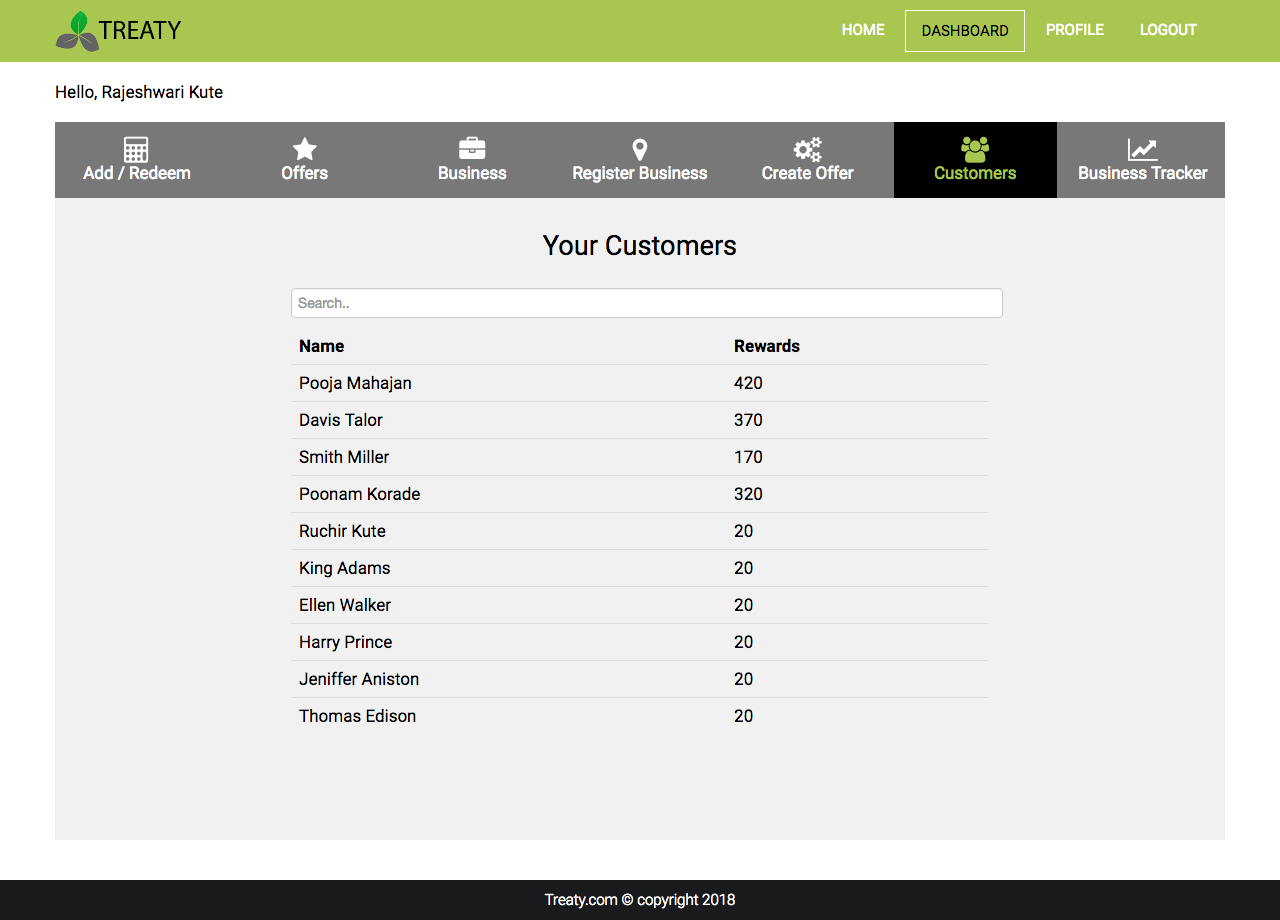 TREATY HOME DASHBOARD PROFILE LOGOUT
Hello, Rajeshwari Kute
Add / Redeem Offers Business Register Business Create Offer Customers Business Tracker
Your Customers
Search..
Name Rewards
Pooja Mahajan 420
Davis Talor 370
Smith Miller 170
Poonam Korade 320
Ruchir Kute 20
King Adams 20
Ellen Walker 20
Harry Prince 20
Jeniffer Aniston 20
Thomas Edison 20
Treaty.com © copyright 2018